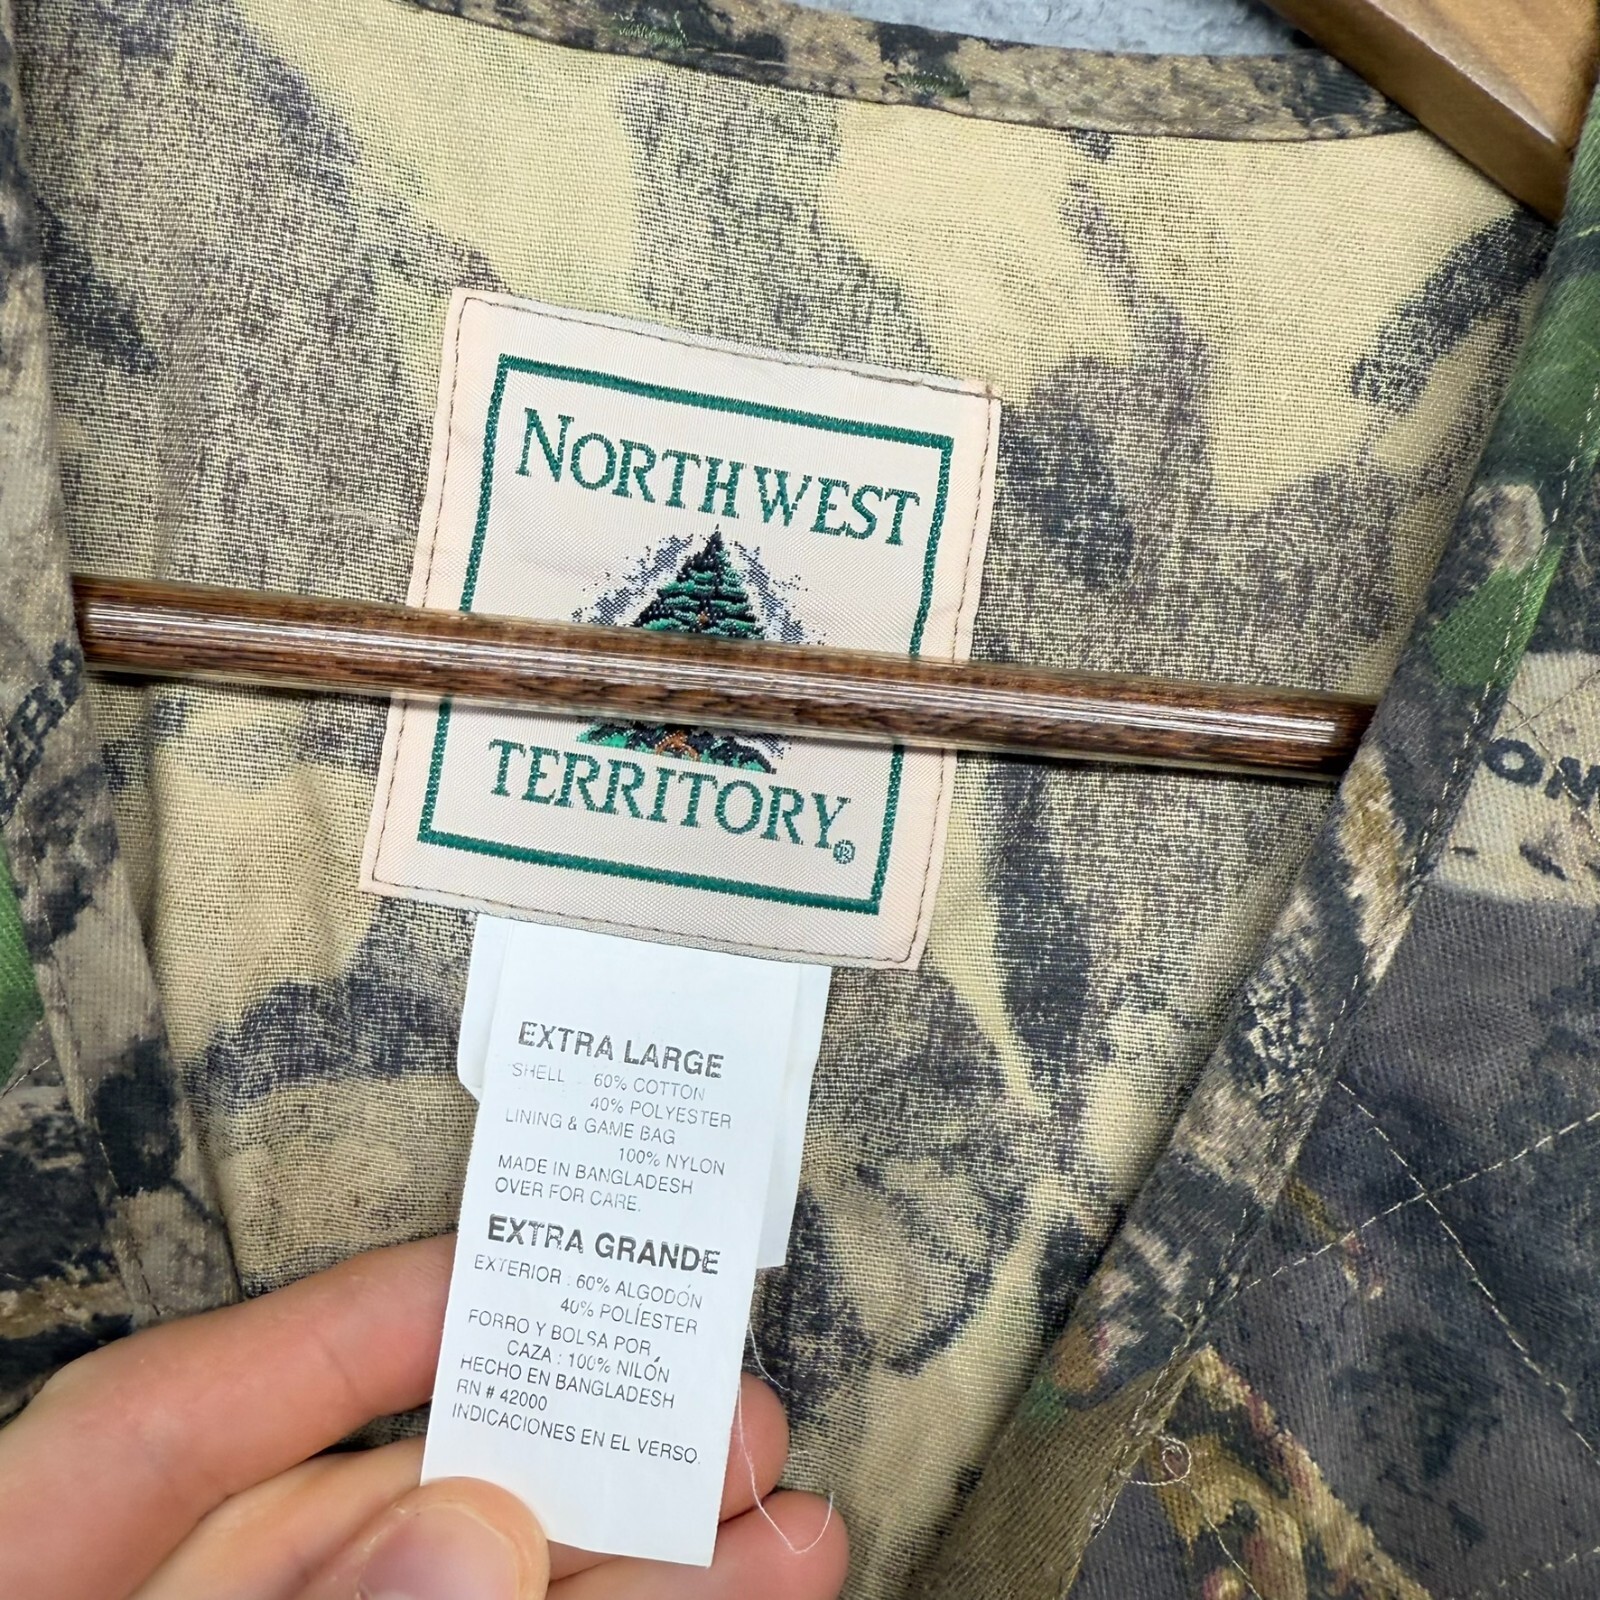 NORTHWEST
TERRITORY®
EXTRA LARGE
SHELL : 60% COTTON
40% POLYESTER
LINING & GAME BAG
100% NYLON
MADE IN BANGLADESH
OVER FOR CARE.
EXTRA GRANDE
EXTERIOR : 60% ALGODÓN
40% POLÍESTER
FORRO Y BOLSA POR
CAZA : 100% NILÓN
HECHO EN BANGLADESH
RN # 42000
INDICACIONES EN EL VERSO.